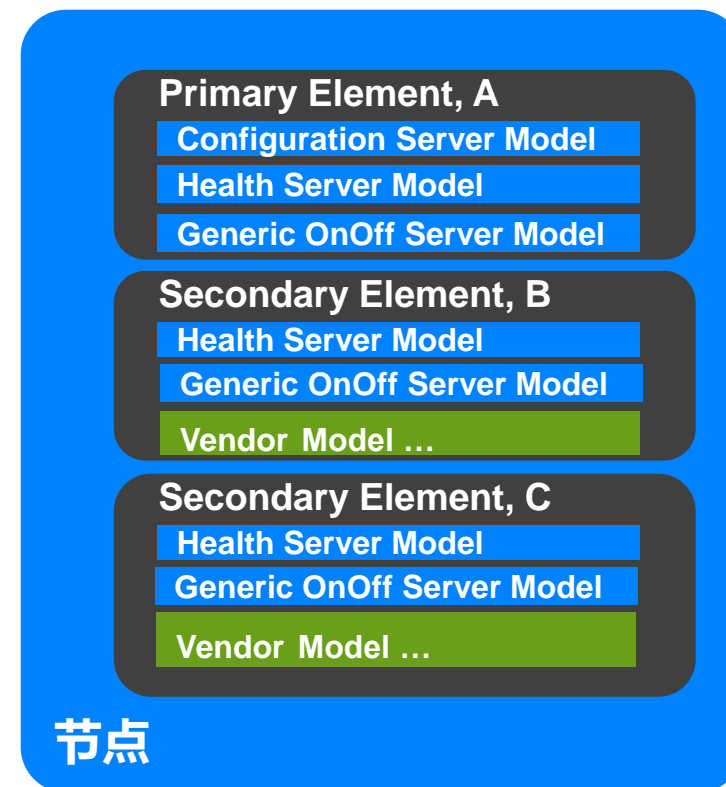 Primary Element, A
Configuration Server Model
Health Server Model
Generic OnOff Server Model
Secondary Element, B
Health Server Model
Generic OnOff Server Model
Vendor Model ...
Secondary Element, C
Health Server Model
Generic OnOff Server Model
Vendor Model ...
节点